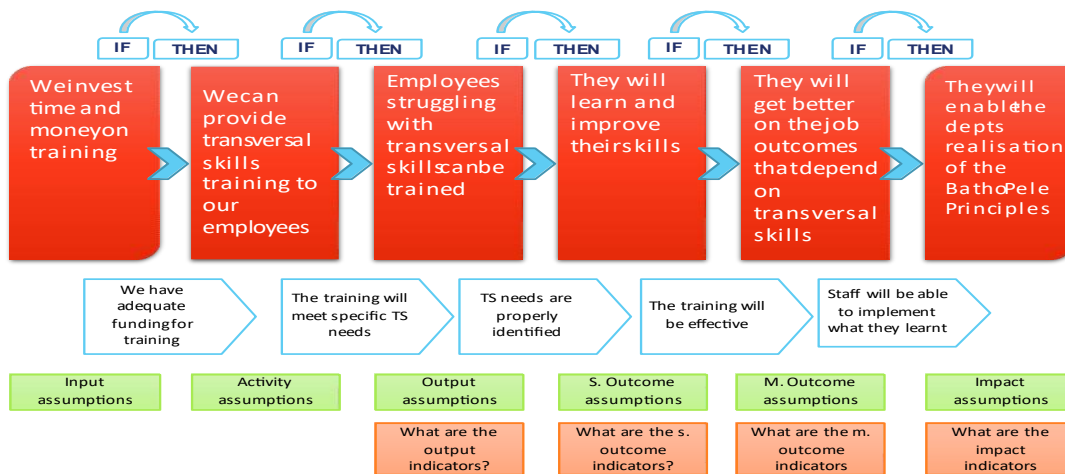 IF THEN IF THEN IF THEN IF THEN IF THEN
Weinvest
time and
moneyon
training
Wecan
provide
transversal
skills
training to
our
employees
Employees
struggling
with
transversal
skillscanbe
trained
They will
learn and
improve
theirskills
They will
get better
on the job
outcomes
thatdepend
on
transversal
skills
Theywill
enablethe
depts
realisation
of the
BathoPele
Principles
We have
adequate
fundingfor
training
The training will
meet specific TS
needs
TS needs are
properly
identified
The training will
be effective
Staff will be able
to implement
what they learnt
Input
assumptions
Activity
assumptions
Output
assumptions
S. Outcome
assumptions
M. Outcome
assumptions
Impact
assumptions
What are the
output
indicators?
What are the s.
outcome
indicators?
What are the m.
outcome
indicators
What are the
impact
indicators